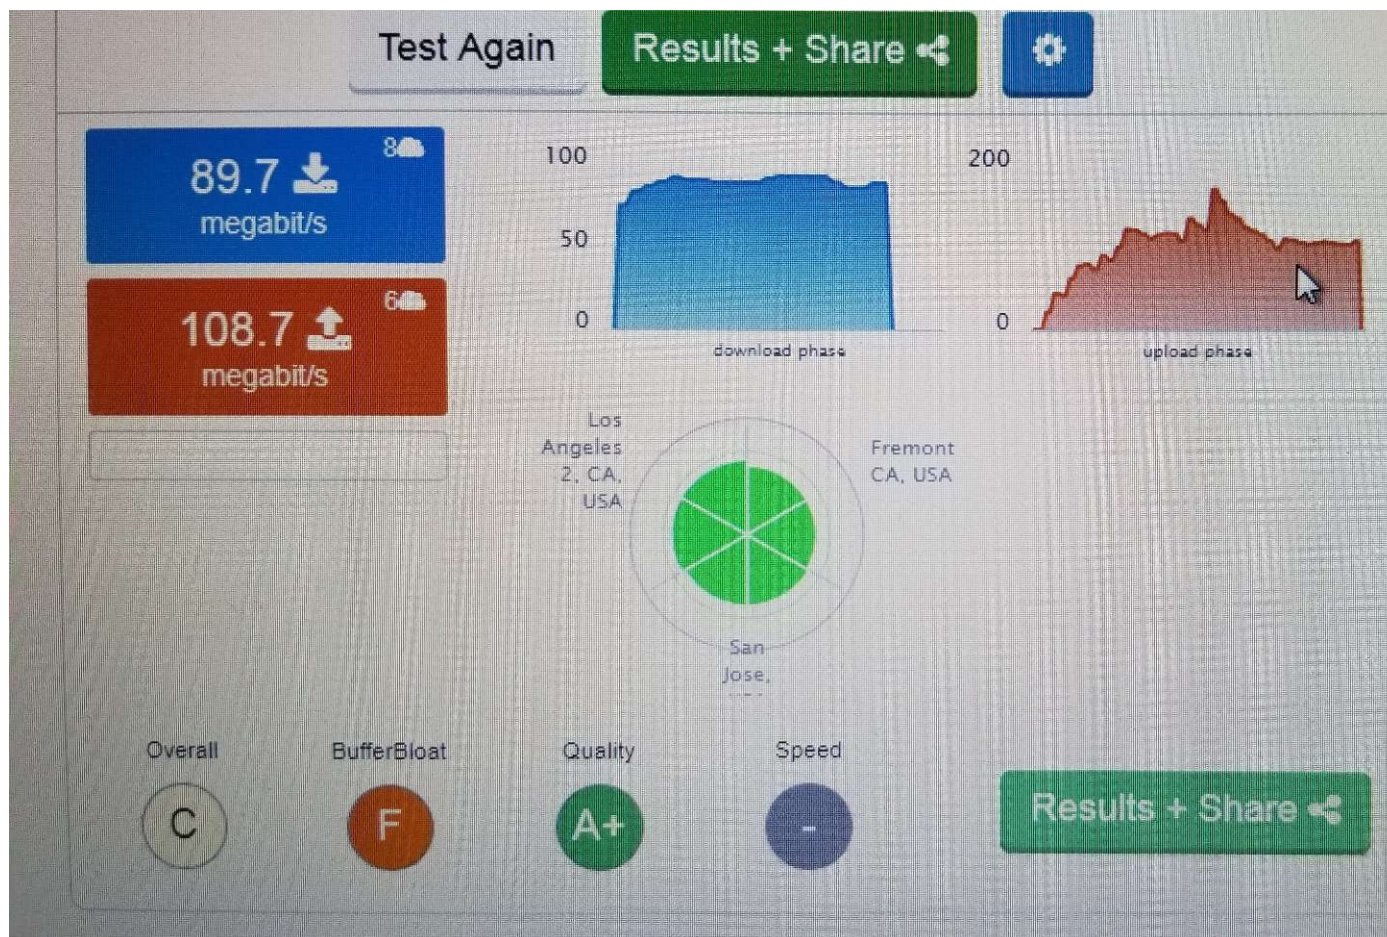 Test Again
Results + Share
8
89.7
megabit/s
6
108.7
megabit/s
100
50
0
download phase
200
0
upload phase
Los
Angeles
2, CA,
USA
Fremont
CA, USA
San
Jose,
Overall
BufferBloat
Quality
Speed
C
F
A+
-
Results + Share